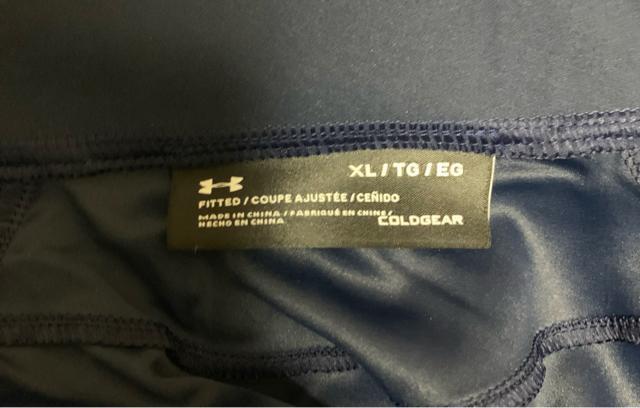 XL / TG / EG
FITTED / COUPE AJUSTÉE / CEÑIDO
MADE IN CHINA / FABRIQUÉ EN CHINE /
HECHO EN CHINA
COLDGEAR